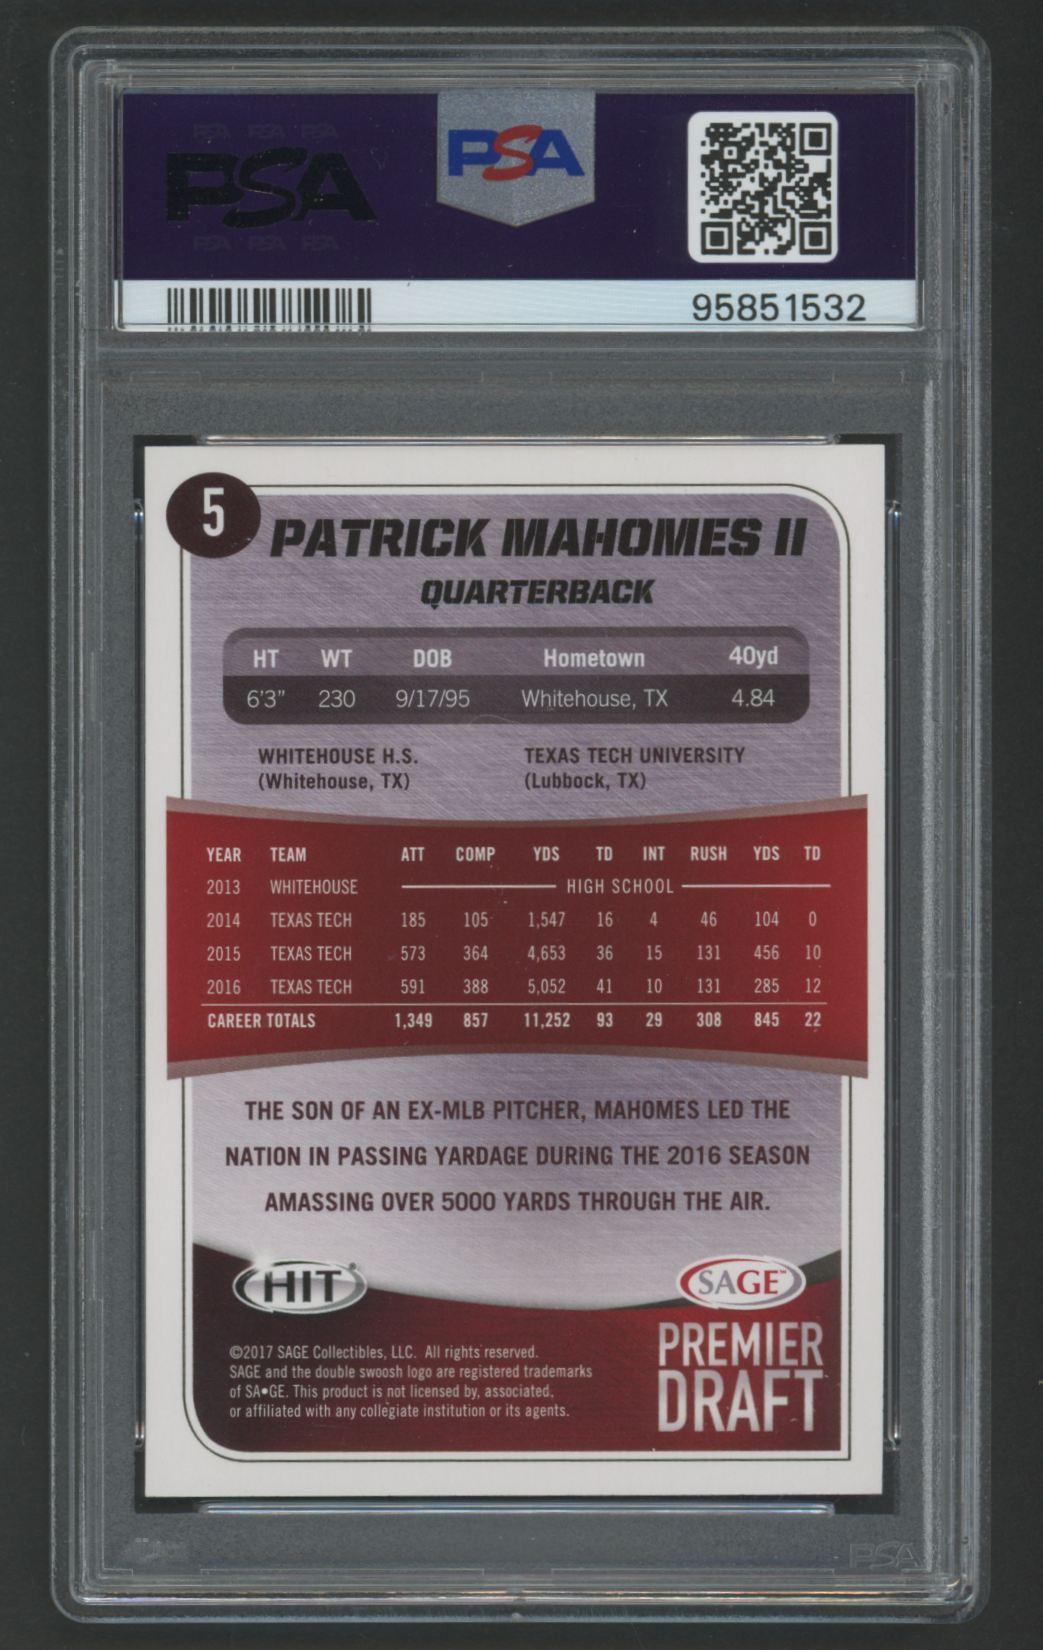 PSA PSA PSA
PSA
PSA PSA PSA
PSA
95851532
5
PATRICK MAHOMES II
QUARTERBACK
HT WT DOB Hometown 40yd
6'3" 230 9/17/95 Whitehouse, TX 4.84
WHITEHOUSE H.S. TEXAS TECH UNIVERSITY
(Whitehouse, TX) (Lubbock, TX)
YEAR TEAM ATT COMP YDS TD INT RUSH YDS TD
2013 WHITEHOUSE HIGH SCHOOL
2014 TEXAS TECH 185 105 1,547 16 4 46 104 0
2015 TEXAS TECH 573 364 4,653 36 15 131 456 10
2016 TEXAS TECH 591 388 5,052 41 10 131 285 12
CAREER TOTALS 1,349 857 11,252 93 29 308 845 22
THE SON OF AN EX-MLB PITCHER, MAHOMES LED THE
NATION IN PASSING YARDAGE DURING THE 2016 SEASON
AMASSING OVER 5000 YARDS THROUGH THE AIR.
HIT® SAGE™
PREMIER
DRAFT
©2017 SAGE Collectibles, LLC. All rights reserved.
SAGE and the double swoosh logo are registered trademarks
of SA•GE. This product is not licensed by, associated,
or affiliated with any collegiate institution or its agents.
PSA